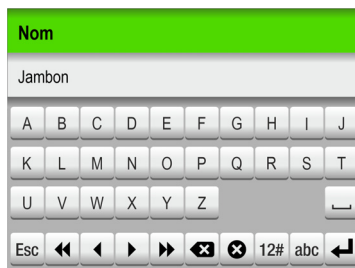 Nom
Jambon
A B C D E F G H I J
K L M N O P Q R S T
U V W X Y Z
Esc 12# abc